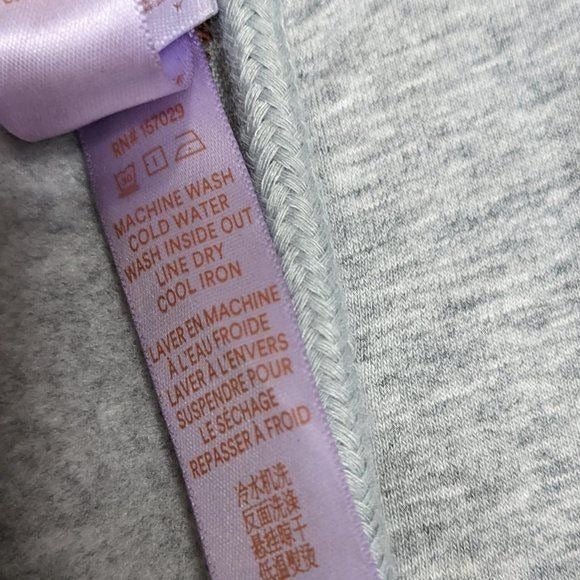 RN# 157029
MACHINE WASH
COLD WATER
WASH INSIDE OUT
LINE DRY
COOL IRON
LAVER EN MACHINE
À L'EAU FROIDE
LAVER À L'ENVERS
SUSPENDRE POUR
LE SÉCHAGE
REPASSER À FROID
冷水机洗
反面洗涤
悬挂晾干
低温熨烫